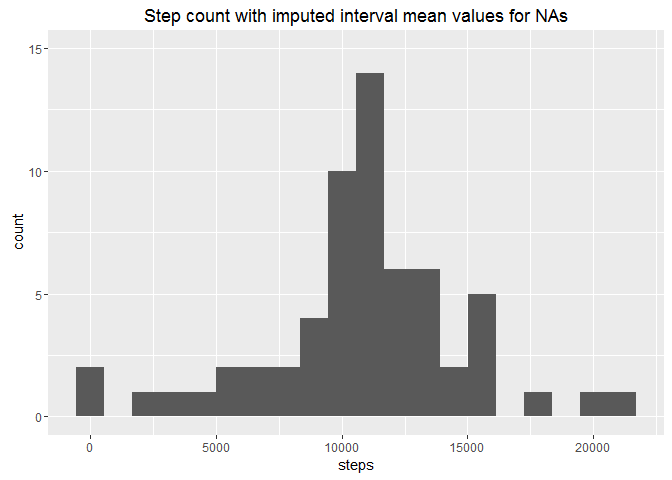 Step count with imputed interval mean values for NAs
15
10
5
0
count
0 5000 10000 15000 20000
steps